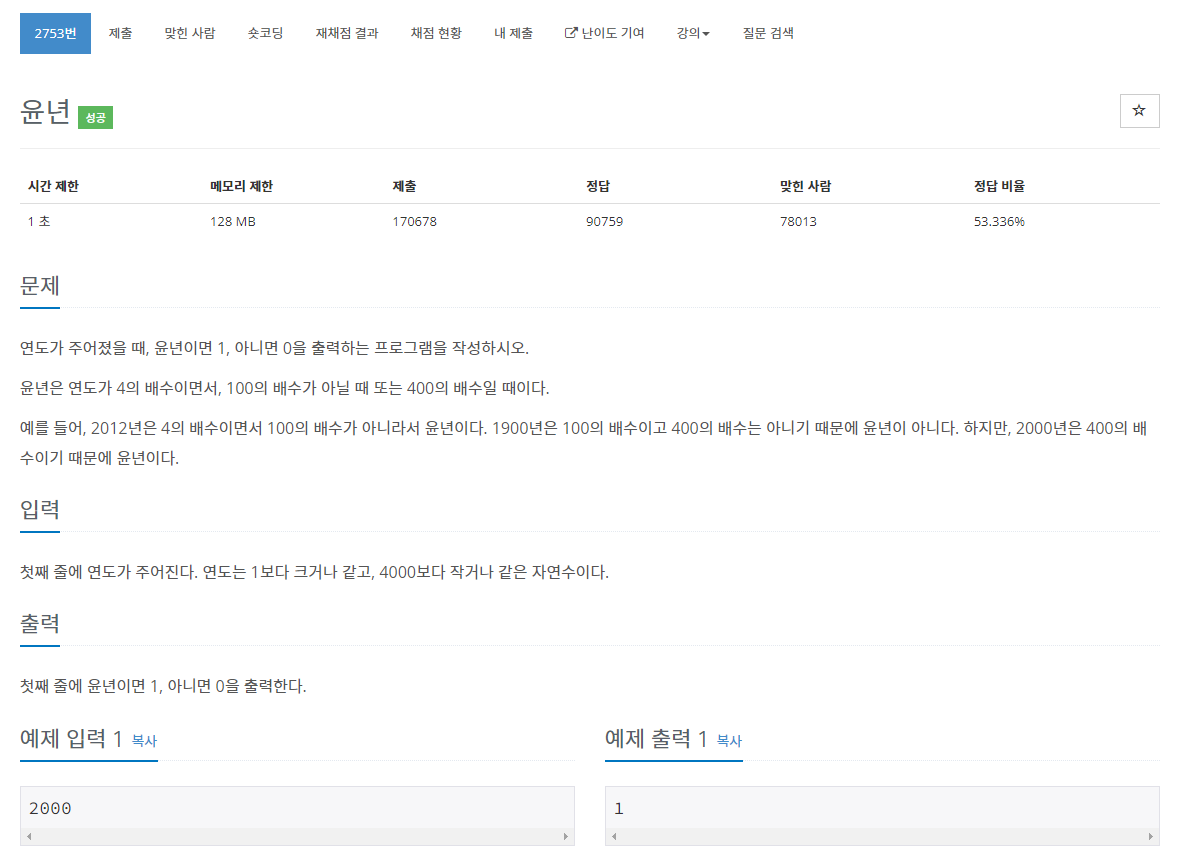 2753번 제출 맞힌 사람 숏코딩 재채점 결과 채점 현황 내 제출 난이도 기여 강의 질문 검색
윤년 성공
시간 제한 메모리 제한 제출 정답 맞힌 사람 정답 비율
1 초 128 MB 170678 90759 78013 53.336%
문제
연도가 주어졌을 때, 윤년이면 1, 아니면 0을 출력하는 프로그램을 작성하시오.
윤년은 연도가 4의 배수이면서, 100의 배수가 아닐 때 또는 400의 배수일 때이다.
예를 들어, 2012년은 4의 배수이면서 100의 배수가 아니라서 윤년이다. 1900년은 100의 배수이고 400의 배수는 아니기 때문에 윤년이 아니다. 하지만, 2000년은 400의 배
수이기 때문에 윤년이다.
입력
첫째 줄에 연도가 주어진다. 연도는 1보다 크거나 같고, 4000보다 작거나 같은 자연수이다.
출력
첫째 줄에 윤년이면 1, 아니면 0을 출력한다.
예제 입력 1 복사 예제 출력 1 복사
2000 1